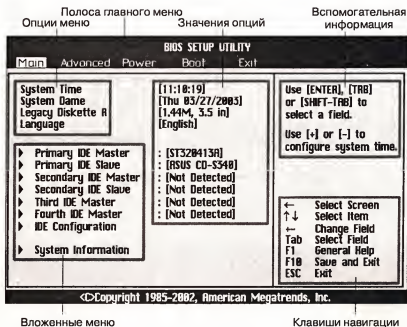 Полоса главного меню
Опции меню
Значения опций
Вспомогательная информация
BIOS SETUP UTILITY
Main Advanced Power Boot Exit
System Time [11:10:19]
System Dame [Thu 03/27/2003]
Legacy Diskette A [1.44M, 3.5 in]
Language [English]
Primary IDE Master : [ST320413A]
Primary IDE Slave : [ASUS CD-S340]
Secondary IDE Master : [Not Detected]
Secondary IDE Slave : [Not Detected]
Third IDE Master : [Not Detected]
Fourth IDE Master : [Not Detected]
IDE Configuration
System Information
Use [ENTER], [TAB]
or [SHIFT-TAB] to
select a field.
Use [+] or [-] to
configure system time.
← Select Screen
↑↓ Select Item
+- Change Field
Tab Select Field
F1 General Help
F10 Save and Exit
ESC Exit
<C>Copyright 1985-2002, American Megatrends, Inc.
Вложенные меню
Клавиши навигации